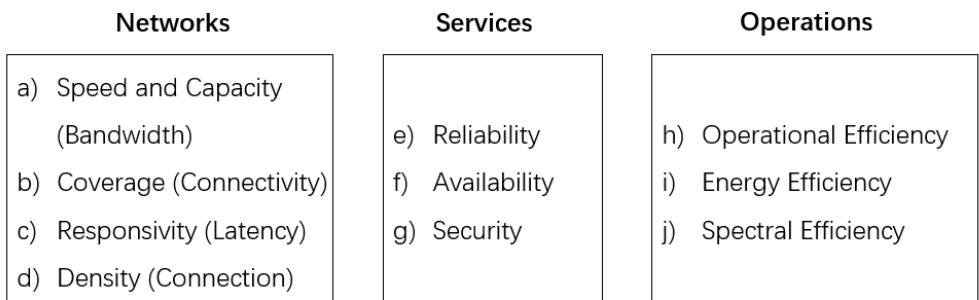 Networks
a) Speed and Capacity
(Bandwidth)
b) Coverage (Connectivity)
c) Responsivity (Latency)
d) Density (Connection)
Services
e) Reliability
f) Availability
g) Security
Operations
h) Operational Efficiency
i) Energy Efficiency
j) Spectral Efficiency